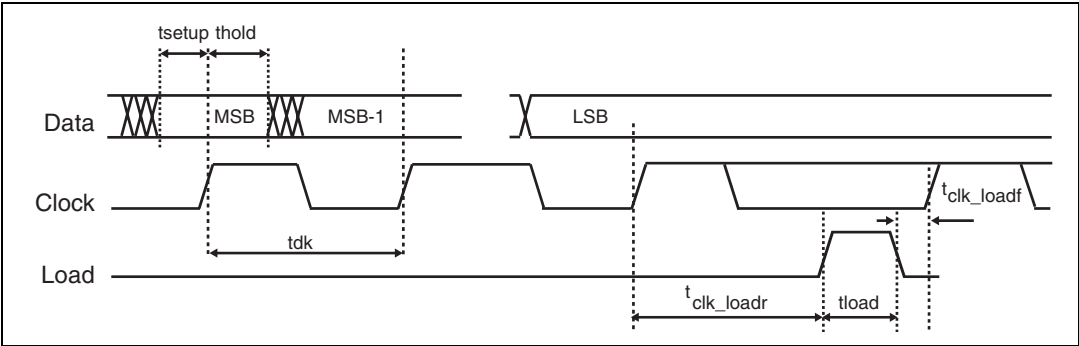 tsetup thold
Data MSB MSB-1 LSB
Clock tclk_loadf
tdk
Load
tclk_loadr tload